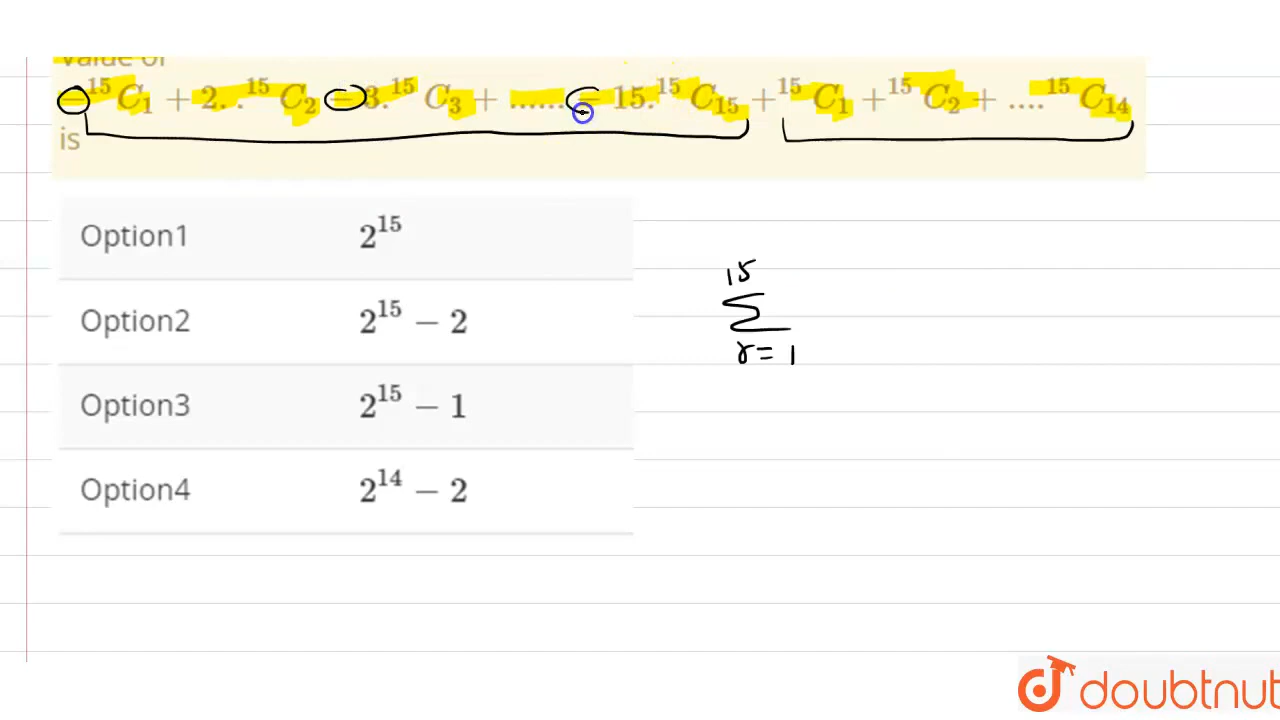 Value of
−¹⁵C₁ + 2. .¹⁵C₂ − 3.¹⁵C₃ + ...... − 15.¹⁵C₁₅ + ¹⁵C₁ + ¹⁵C₂ + ....¹⁵C₁₄
is
Option1 2¹⁵
Option2 2¹⁵ − 2
Option3 2¹⁵ − 1
Option4 2¹⁴ − 2
15
Σ
r = 1
doubtnut